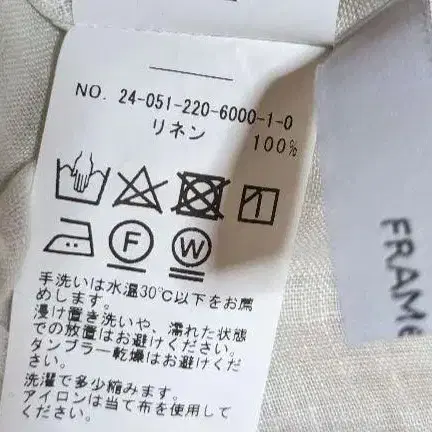 NO. 24-051-220-6000-1-0
リネン 100%
F W
手洗いは水温30℃以下をお薦
めします。
浸け置き洗いや、濡れた状態
での放置はお避けください。
タンブラー乾燥はお避けくだ
さい。
洗濯で多少縮みます。
アイロンは当て布を使用して
ください。
FRAMe